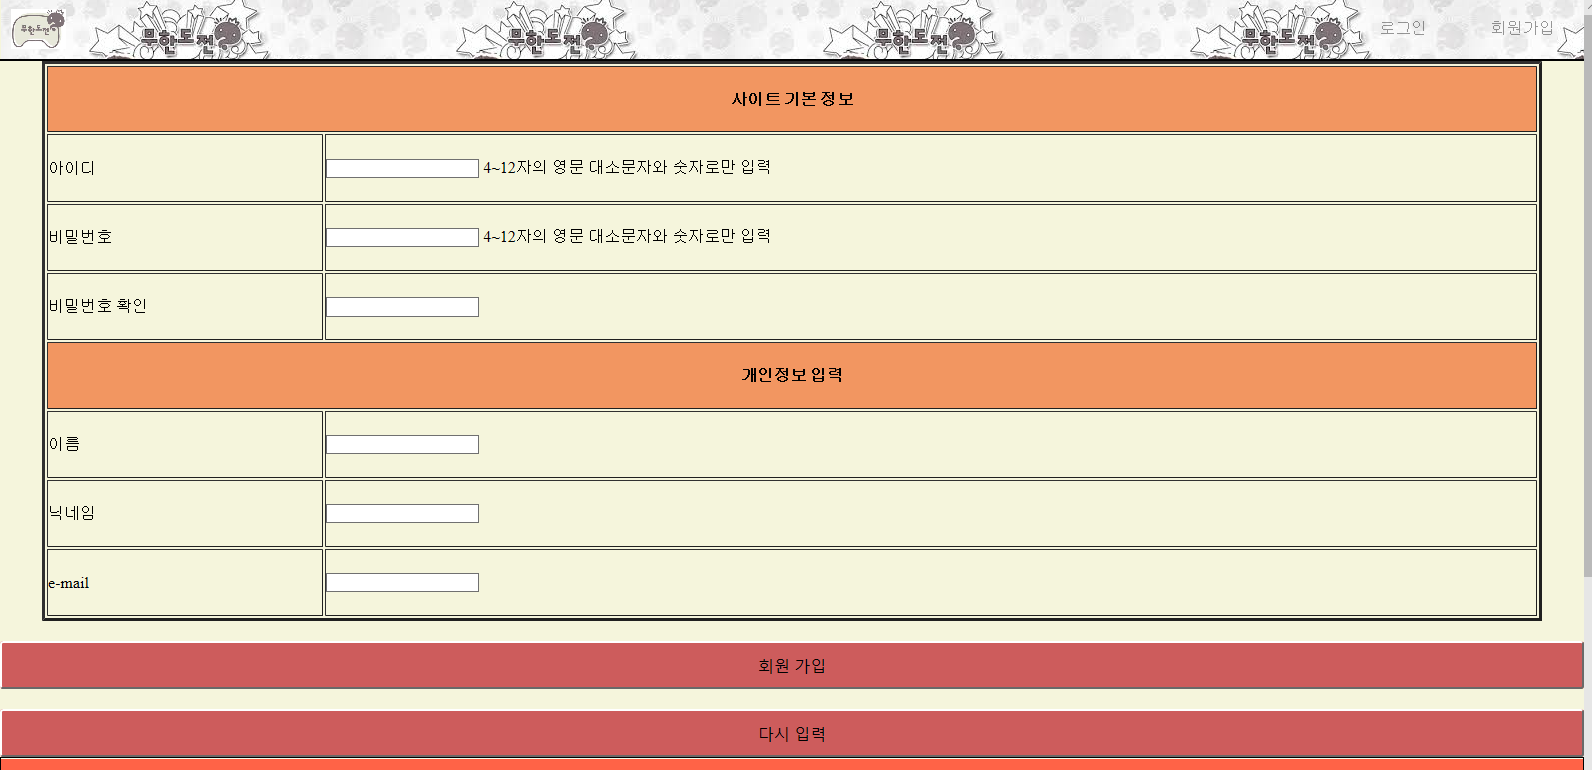 무한도전
무한도전
무한도전
무한도전
무한도전
로그인
회원가입
사이트 기본 정보
아이디
4~12자의 영문 대소문자와 숫자로만 입력
비밀번호
4~12자의 영문 대소문자와 숫자로만 입력
비밀번호 확인
개인정보 입력
이름
닉네임
e-mail
회원 가입
다시 입력